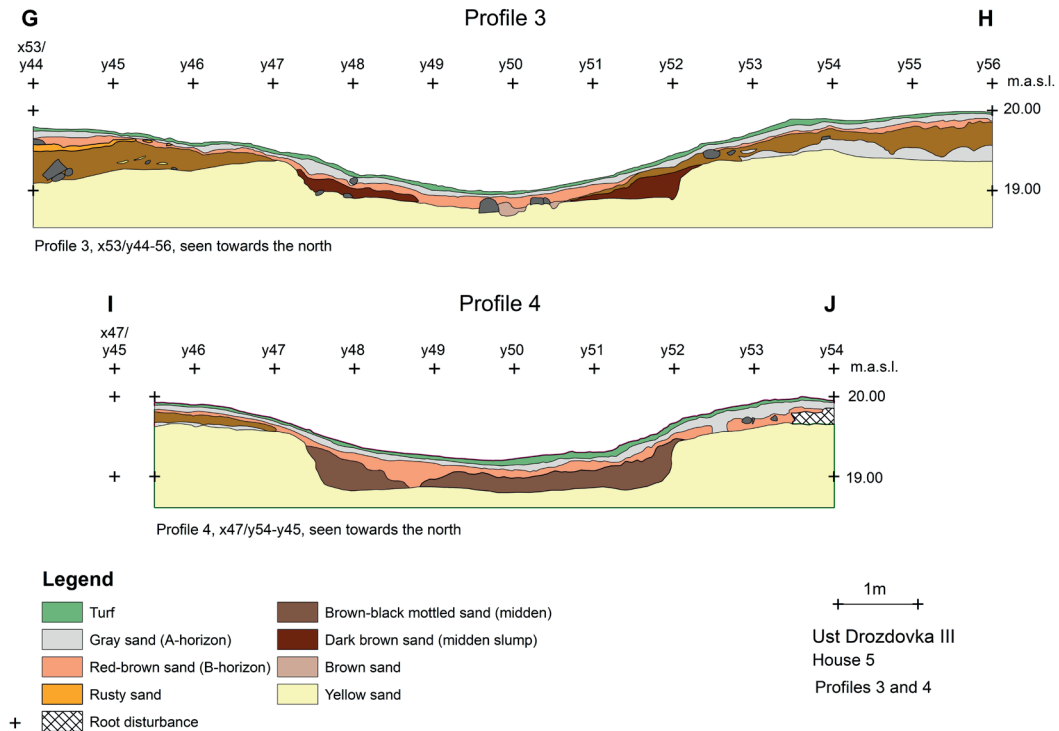 G
Profile 3
H
x53/
y44 y45 y46 y47 y48 y49 y50 y51 y52 y53 y54 y55 y56
m.a.s.l.
20.00
19.00
Profile 3, x53/y44-56, seen towards the north
I
Profile 4
J
x47/
y45 y46 y47 y48 y49 y50 y51 y52 y53 y54
m.a.s.l.
20.00
19.00
Profile 4, x47/y54-y45, seen towards the north
Legend
Turf
Gray sand (A-horizon)
Red-brown sand (B-horizon)
Rusty sand
Root disturbance
Brown-black mottled sand (midden)
Dark brown sand (midden slump)
Brown sand
Yellow sand
1m
Ust Drozdovka III
House 5
Profiles 3 and 4